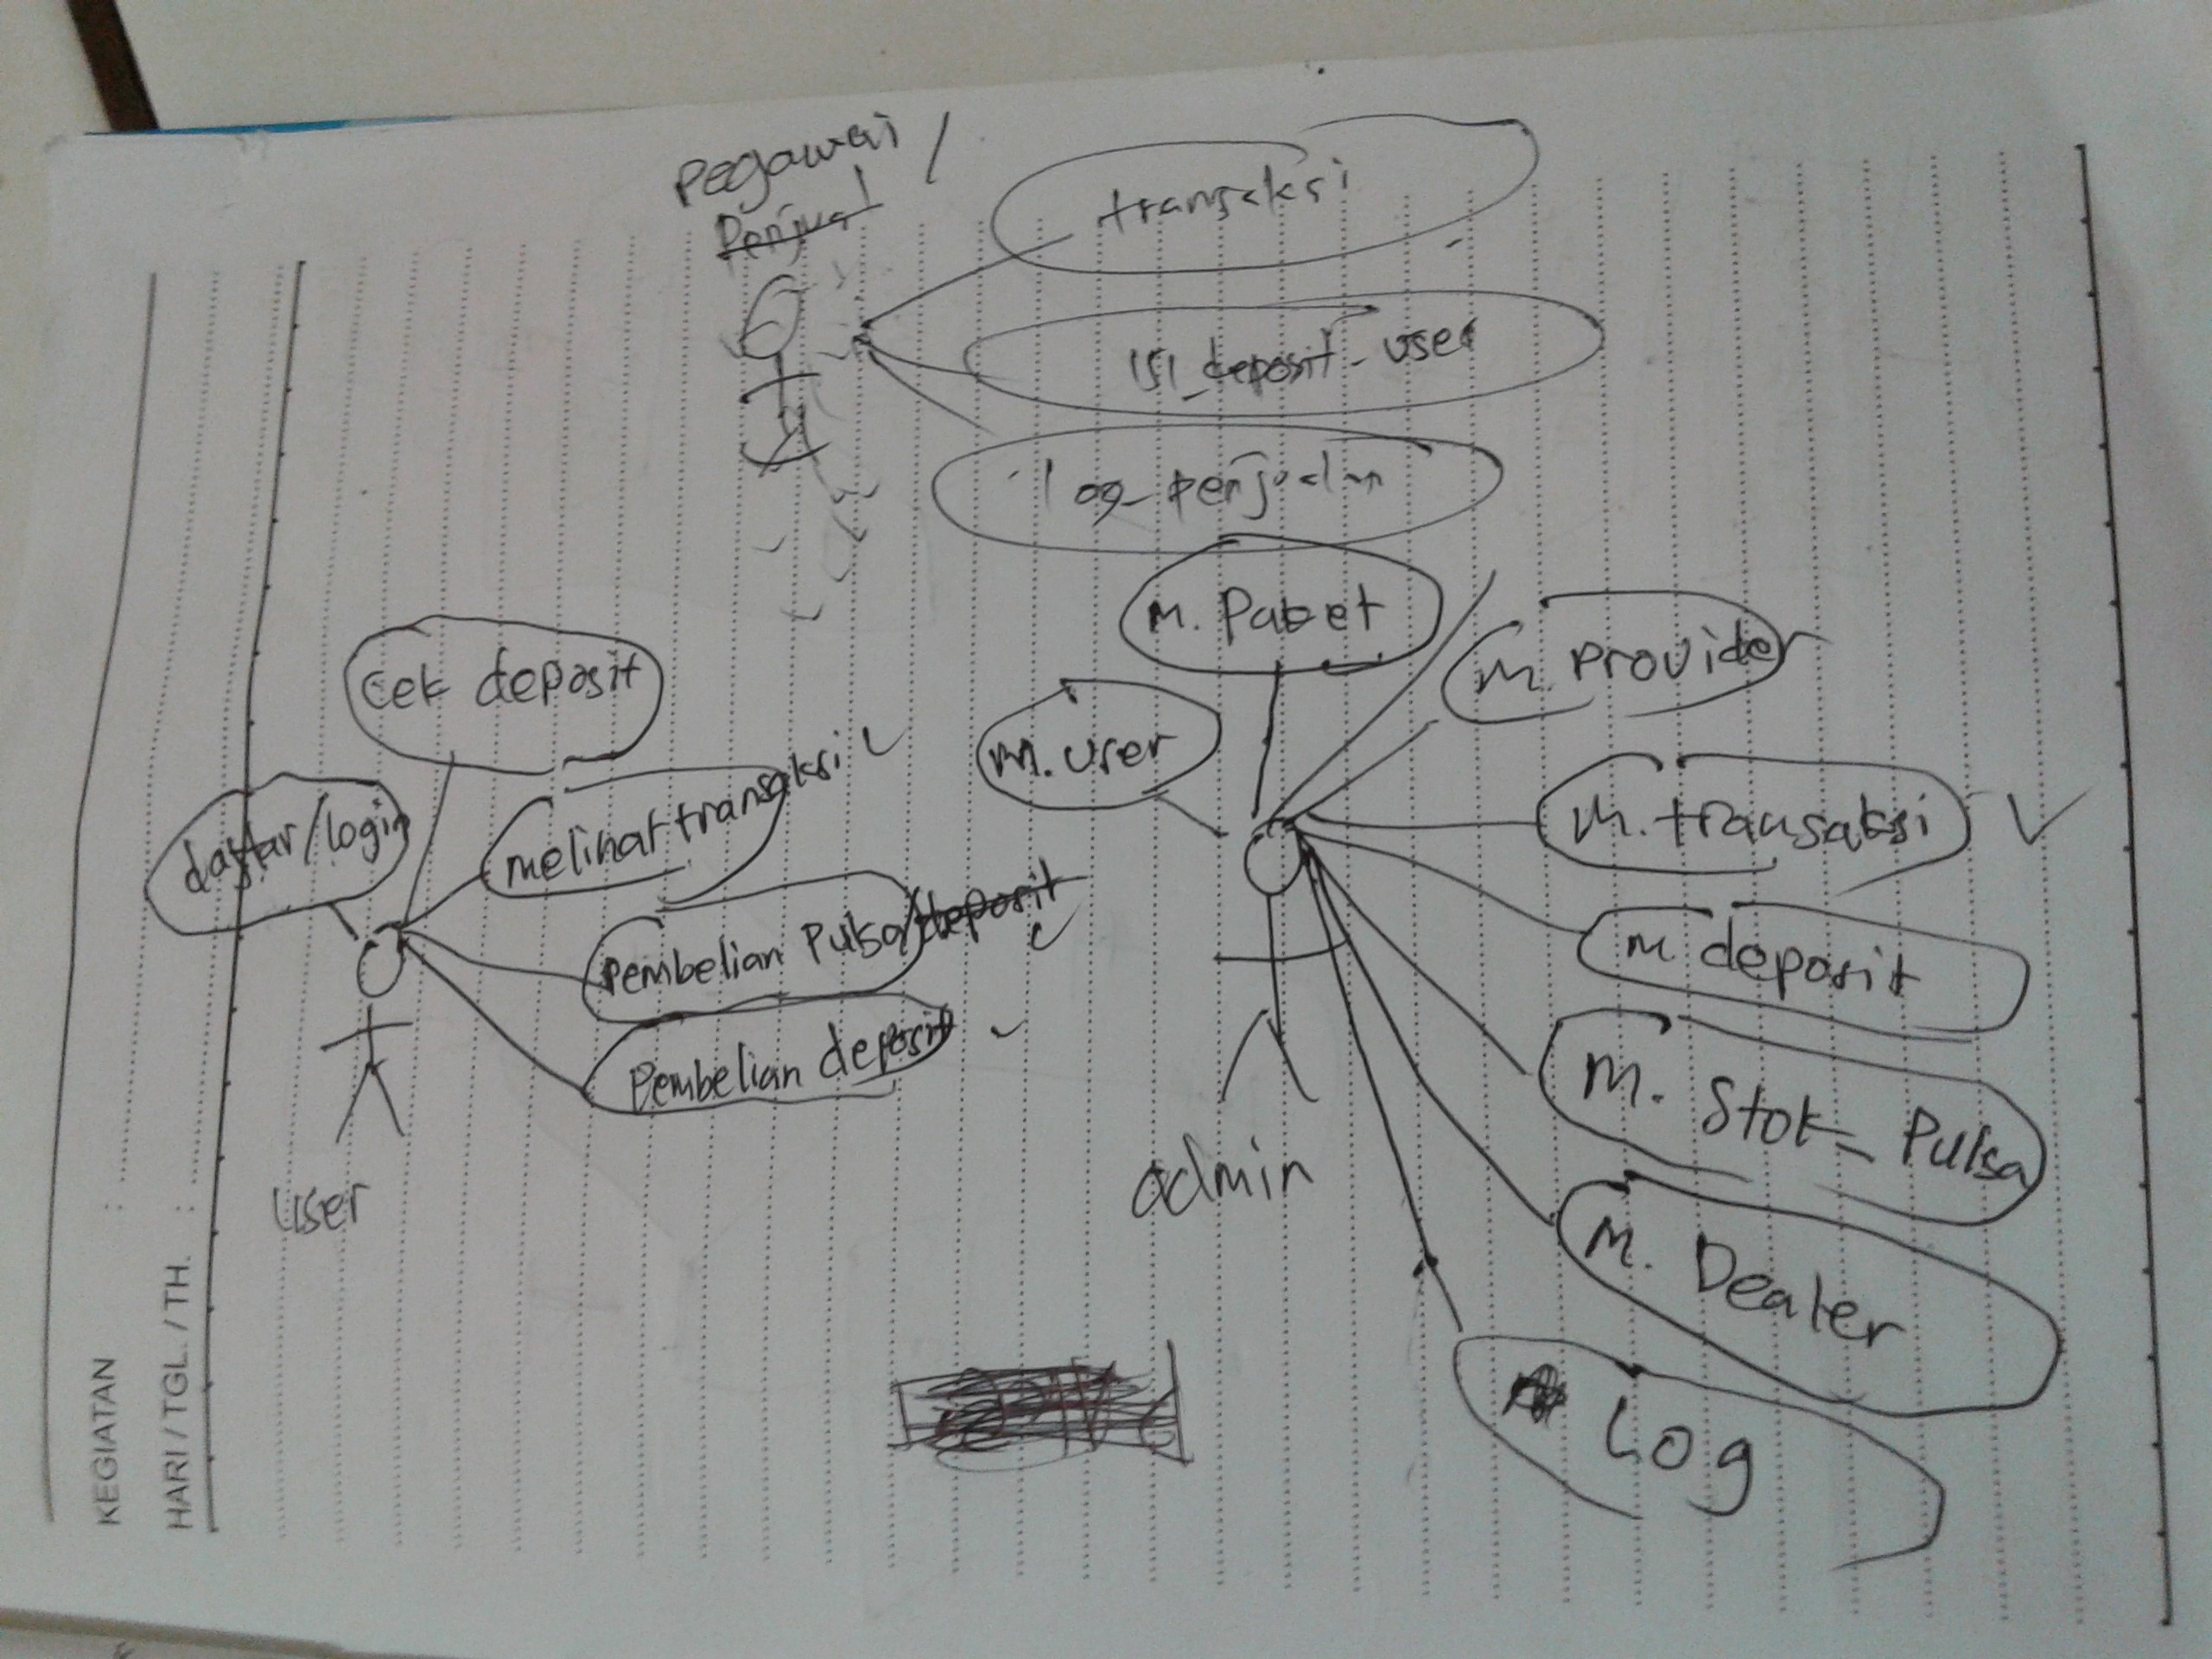 Pegawai /
Penjual
transaksi
isi_deposit_user
log_penjualan
M. Paket
M. Provider
cek deposit
M. user
melihat transaksi
M. transaksi
daftar/login
Pembelian Pulsa/deposit
M deposit
Pembelian deposit
M. Stok_Pulsa
admin
user
M. Dealer
Log
KEGIATAN :
HARI / TGL. / TH. :